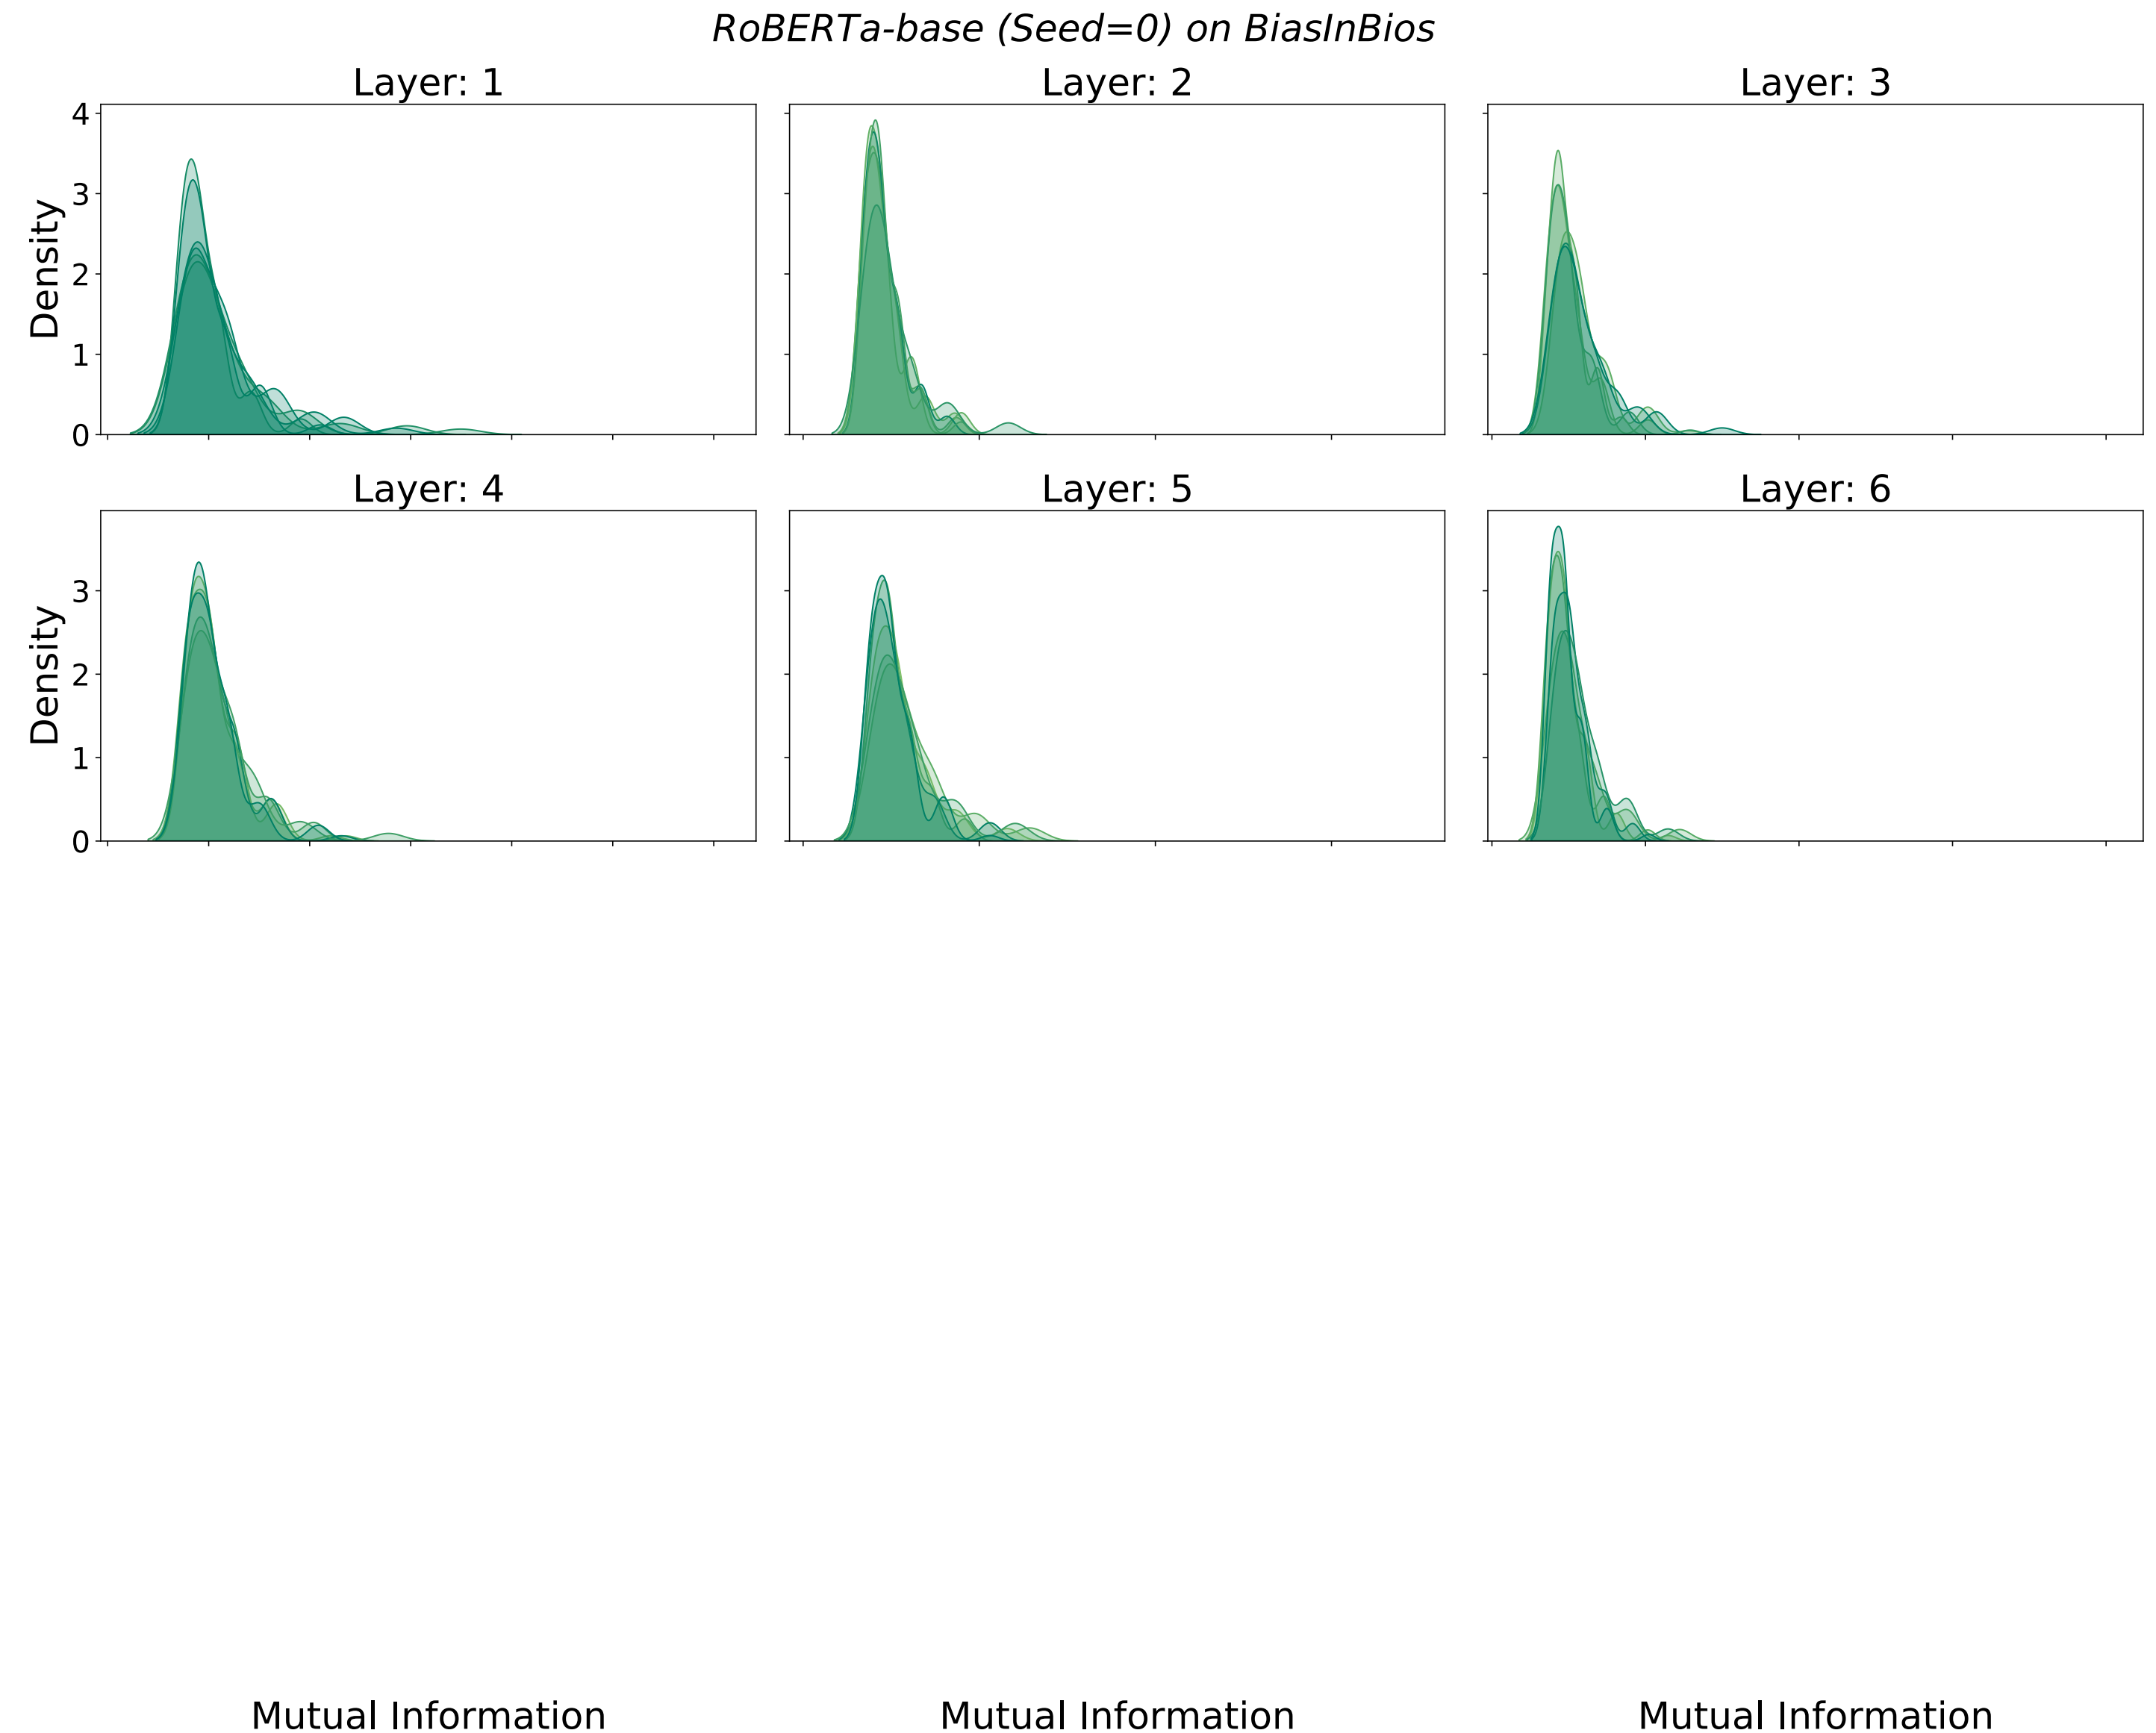 RoBERTa-base (Seed=0) on BiasInBios
Layer: 1
Layer: 2
Layer: 3
4
3
2
1
0
Density
Layer: 4
Layer: 5
Layer: 6
3
2
1
0
Density
Mutual Information
Mutual Information
Mutual Information